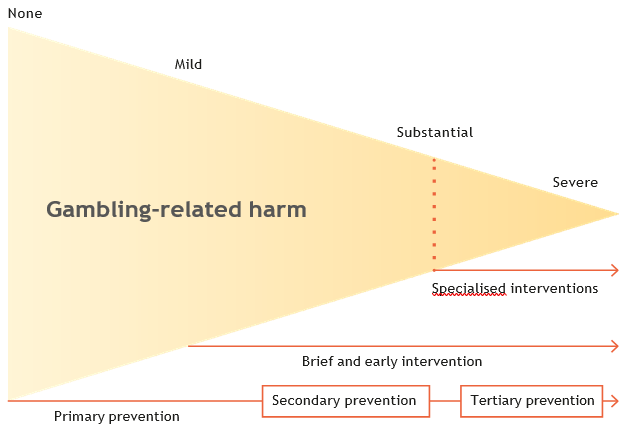 None
Mild
Substantial
Severe
Gambling-related harm
Specialised interventions
Brief and early intervention
Secondary prevention
Tertiary prevention
Primary prevention